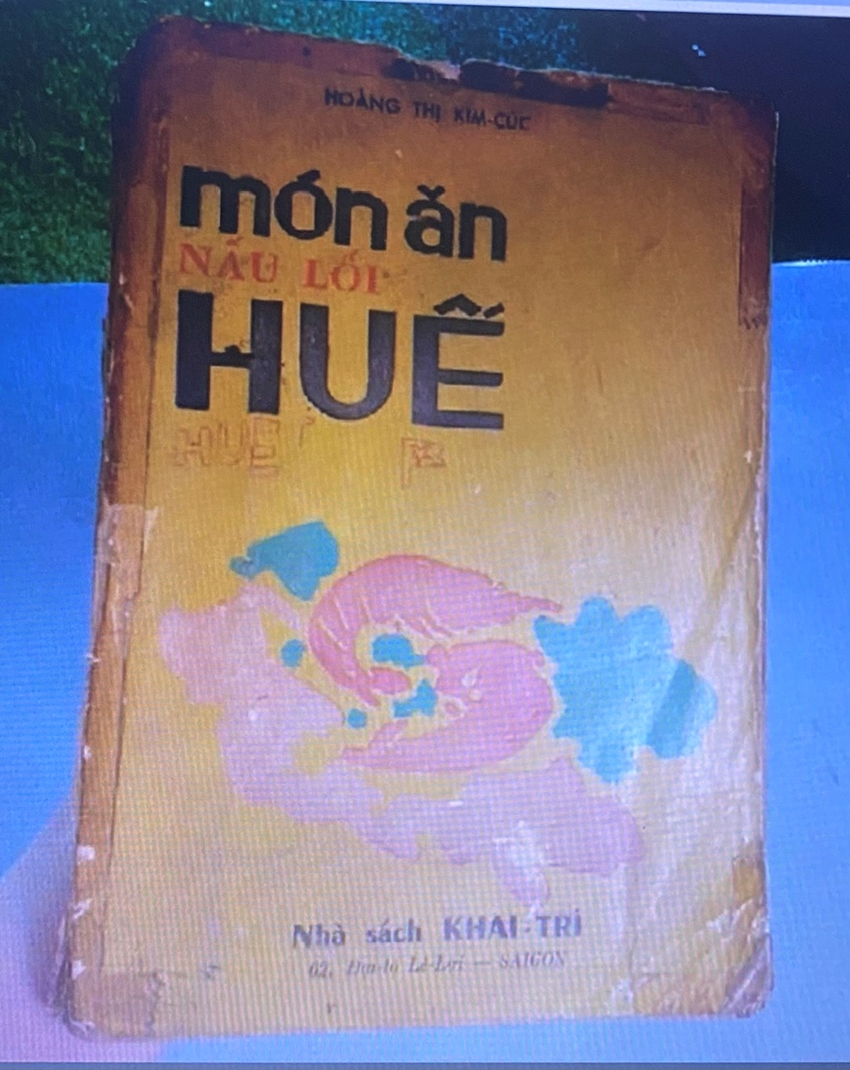 HOÀNG THỊ KIM-CÚC
món ăn
NẤU LỐI
HUẾ
HUẾ
Nhà sách KHAI-TRÍ
62, Đại-lộ Lê-Lợi — SAIGON